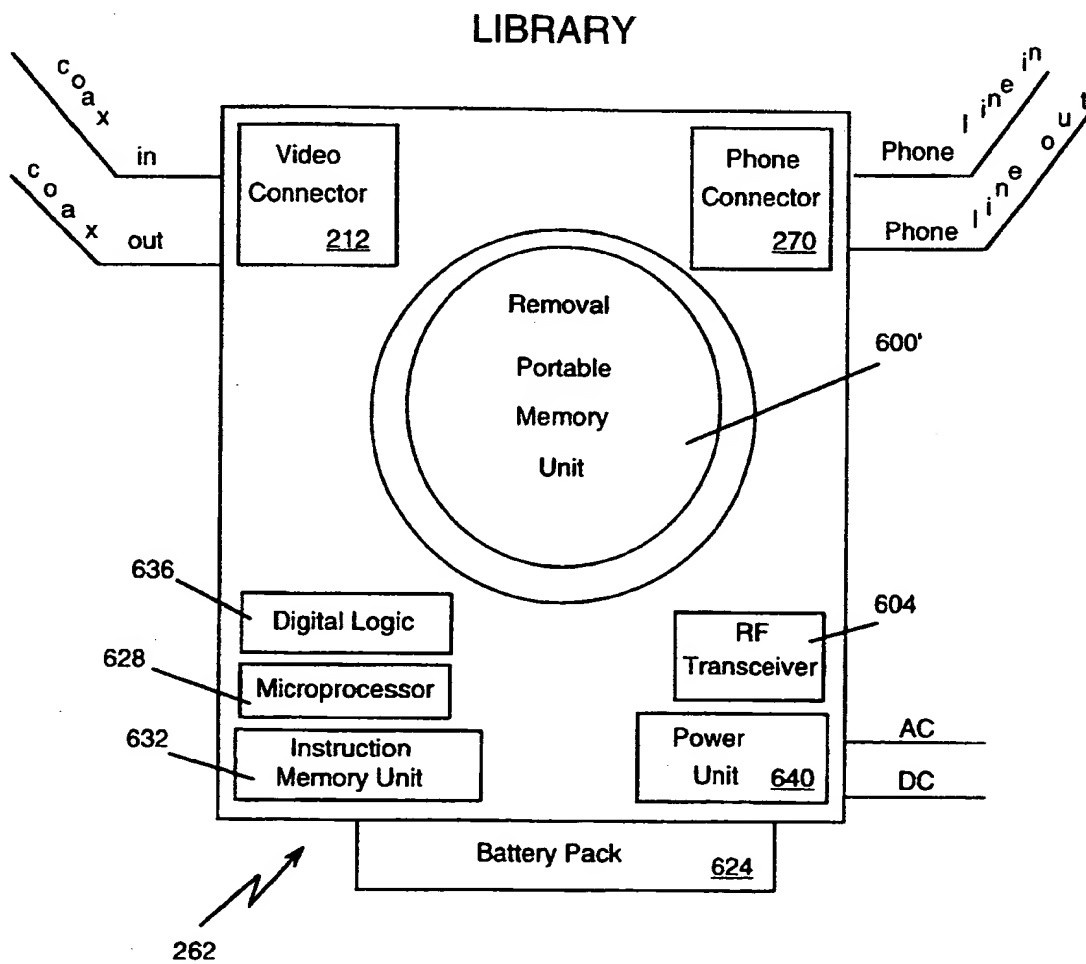 LIBRARY
coax in
coax out
Video
Connector
212
Phone
Connector
270
Phone line in
Phone line out
Removal
Portable
Memory
Unit
600'
636
Digital Logic
628
Microprocessor
632
Instruction
Memory Unit
RF
Transceiver
604
Power
Unit 640
AC
DC
Battery Pack 624
262